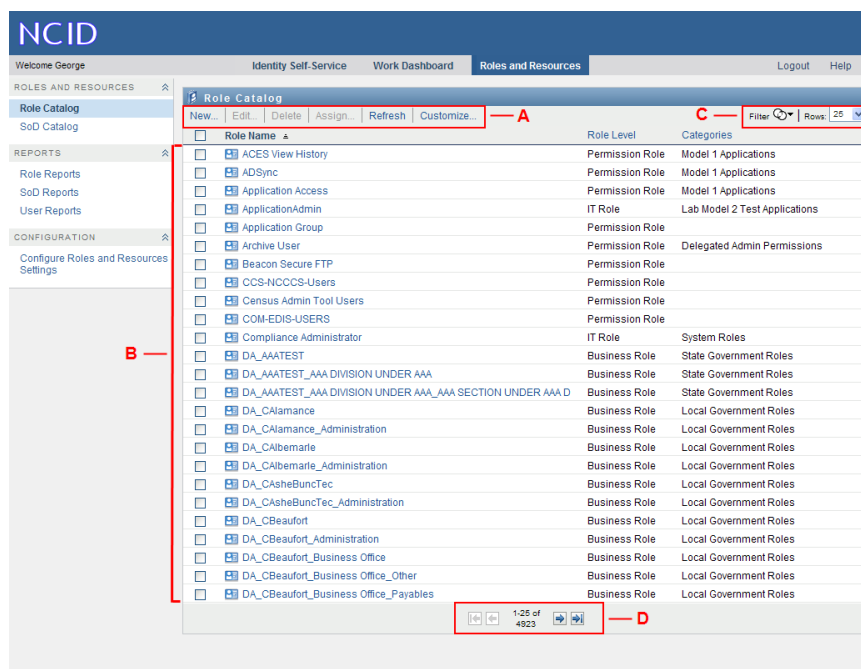 NCID
Welcome George
Identity Self-Service Work Dashboard Roles and Resources Logout Help
ROLES AND RESOURCES
Role Catalog
SoD Catalog
REPORTS
Role Reports
SoD Reports
User Reports
CONFIGURATION
Configure Roles and Resources
Settings
Role Catalog
New... | Edit... | Delete | Assign... | Refresh | Customize... A
C Filter | Rows: 25
Role Name Role Level Categories
ACES View History Permission Role Model 1 Applications
ADSync Permission Role Model 1 Applications
Application Access Permission Role Model 1 Applications
ApplicationAdmin IT Role Lab Model 2 Test Applications
Application Group Permission Role
Archive User Permission Role Delegated Admin Permissions
Beacon Secure FTP Permission Role
CCS-NCCCS-Users Permission Role
Census Admin Tool Users Permission Role
COM-EDIS-USERS Permission Role
Compliance Administrator IT Role System Roles
B
DA_AAATEST Business Role State Government Roles
DA_AAATEST_AAA DIVISION UNDER AAA Business Role State Government Roles
DA_AAATEST_AAA DIVISION UNDER AAA_AAA SECTION UNDER AAA D Business Role State Government Roles
DA_CAlamance Business Role Local Government Roles
DA_CAlamance_Administration Business Role Local Government Roles
DA_CAlbemarle Business Role Local Government Roles
DA_CAlbemarle_Administration Business Role Local Government Roles
DA_CAsheBuncTec Business Role Local Government Roles
DA_CAsheBuncTec_Administration Business Role Local Government Roles
DA_CBeaufort Business Role Local Government Roles
DA_CBeaufort_Administration Business Role Local Government Roles
DA_CBeaufort_Business Office Business Role Local Government Roles
DA_CBeaufort_Business Office_Other Business Role Local Government Roles
DA_CBeaufort_Business Office_Payables Business Role Local Government Roles
1-25 of
4923
D